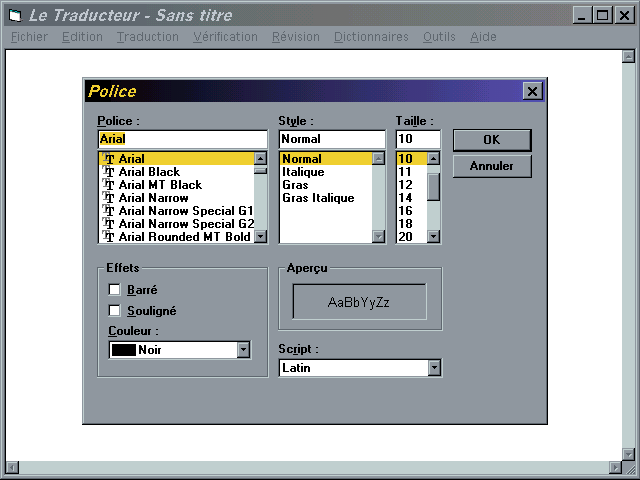 Le Traducteur - Sans titre
Fichier Edition Traduction Vérification Révision Dictionnaires Outils Aide
Police
Police : Style : Taille :
Arial Normal 10 OK
Arial Normal 10 Annuler
Arial Black Italique 11
Arial MT Black Gras 12
Arial Narrow Gras Italique 14
Arial Narrow Special G1 16
Arial Narrow Special G2 18
Arial Rounded MT Bold 20
Effets Aperçu
Barré
AaBbYyZz
Souligné
Couleur :
Noir
Script :
Latin